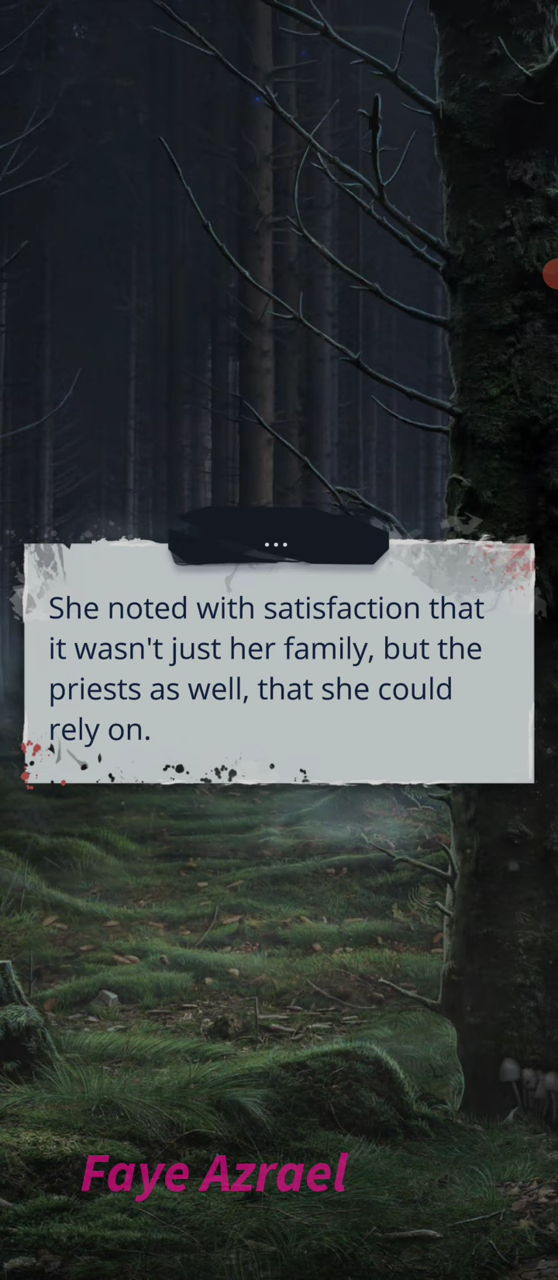 ...
She noted with satisfaction that
it wasn't just her family, but the
priests as well, that she could
rely on.
Faye Azrael